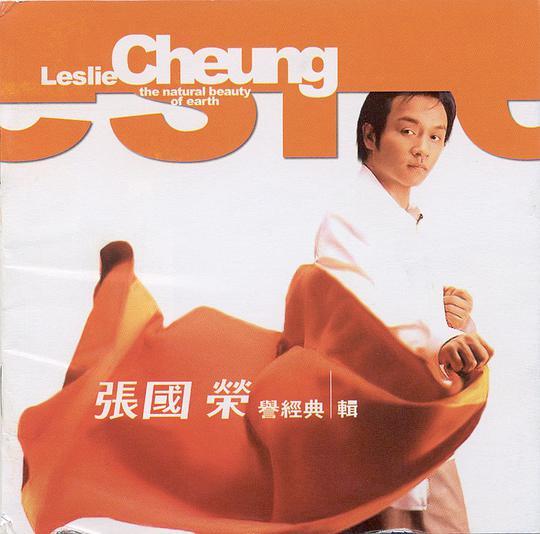 Leslie Cheung
the natural beauty
of earth
張國榮 譽經典輯